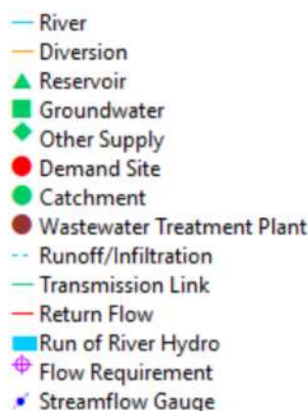 River
Diversion
Reservoir
Groundwater
Other Supply
Demand Site
Catchment
Wastewater Treatment Plant
Runoff/Infiltration
Transmission Link
Return Flow
Run of River Hydro
Flow Requirement
Streamflow Gauge